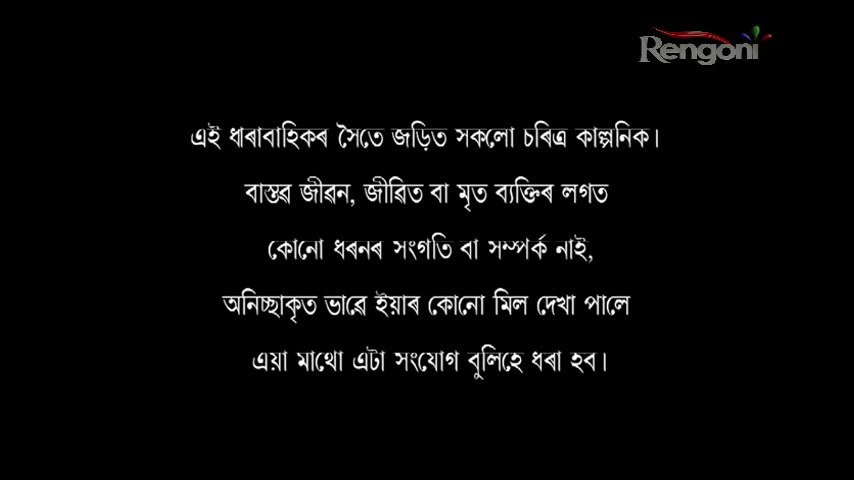 Rengoni
এই ধাৰাবাহিকৰ সৈতে জড়িত সকলো চৰিত্ৰ কাল্পনিক।
বাস্তৱ জীৱন, জীৱিত বা মৃত ব্যক্তিৰ লগত
কোনো ধৰনৰ সংগতি বা সম্পৰ্ক নাই,
অনিচ্ছাকৃত ভাৱে ইয়াৰ কোনো মিল দেখা পালে
এয়া মাথো এটা সংযোগ বুলিহে ধৰা হব।